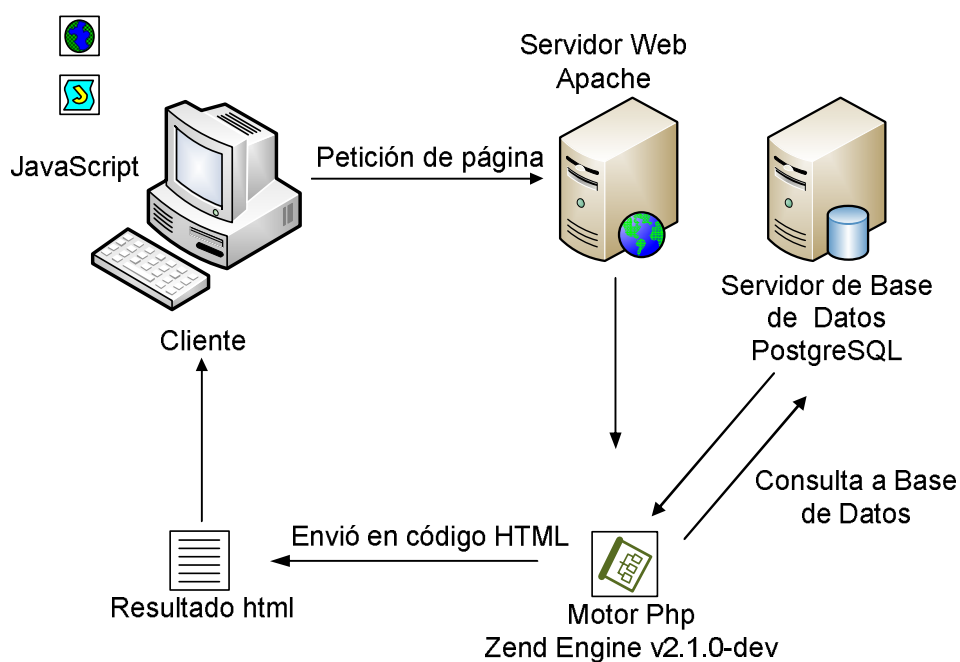 Servidor Web
Apache
JavaScript
Petición de página
Servidor de Base
de Datos
PostgreSQL
Cliente
Consulta a Base
de Datos
Envió en código HTML
Resultado html
Motor Php
Zend Engine v2.1.0-dev